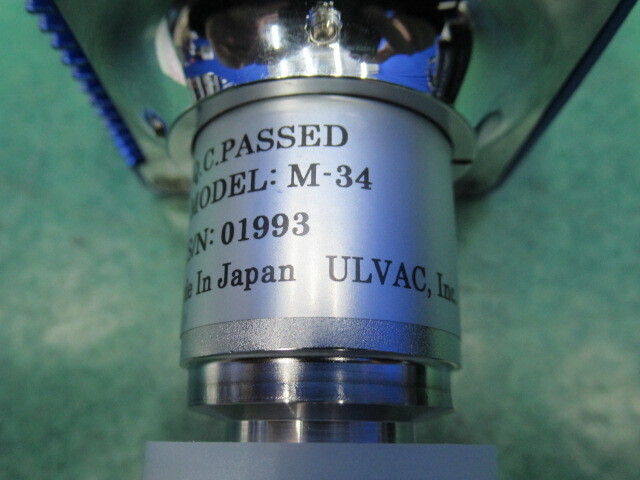 Q.C.PASSED
MODEL: M-34
S/N: 01993
In Japan ULVAC, Inc.